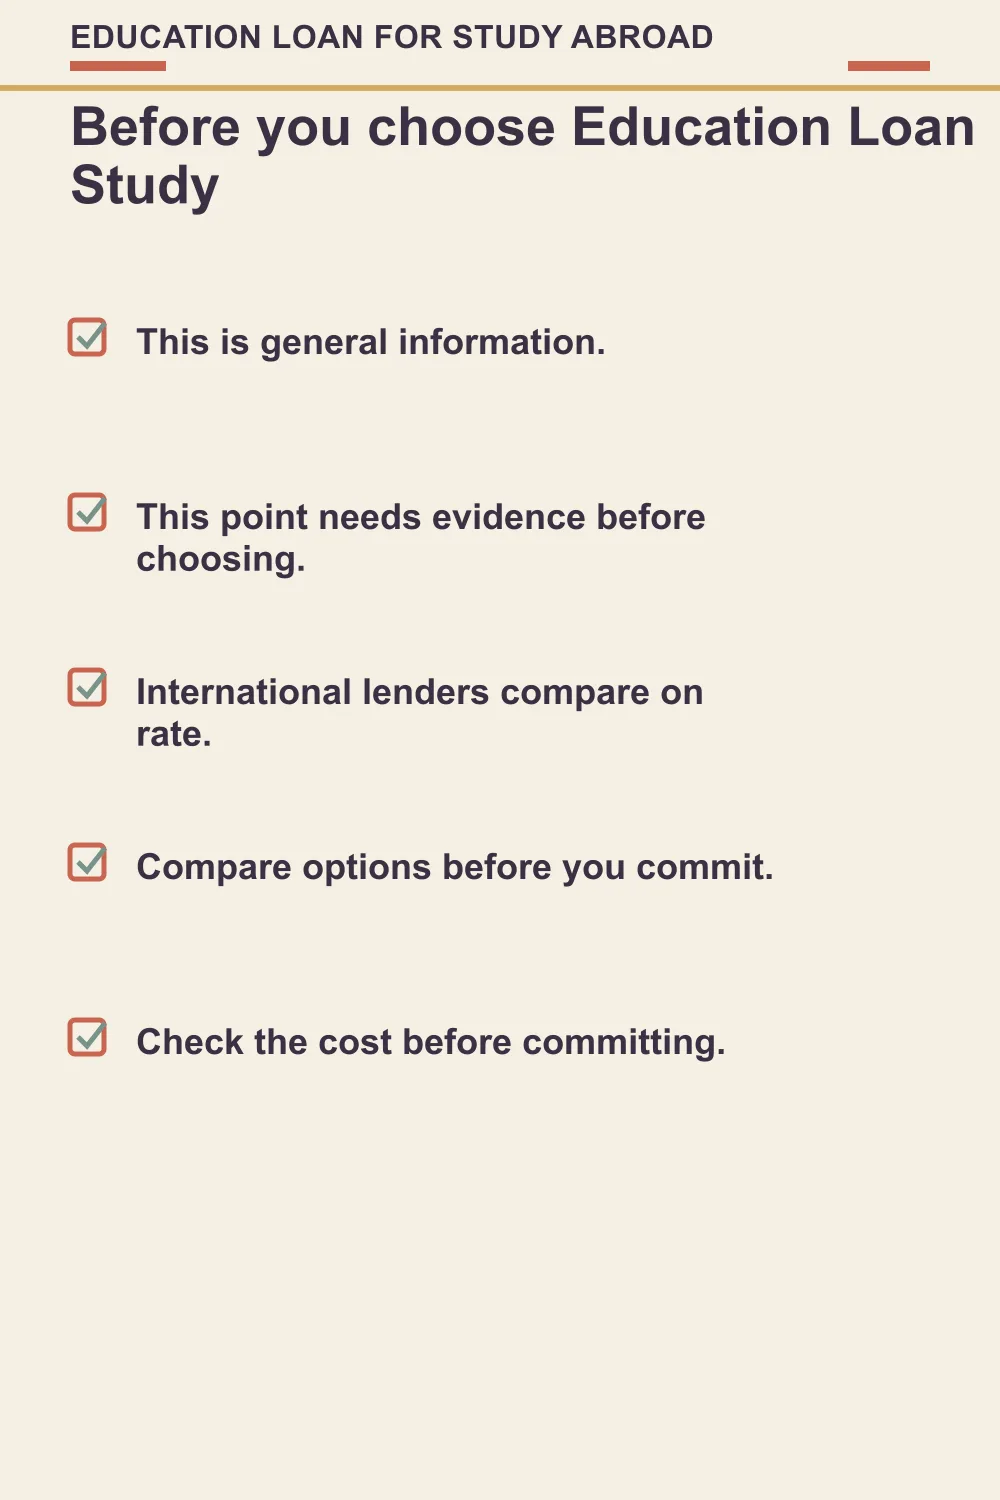 EDUCATION LOAN FOR STUDY ABROAD
Before you choose Education Loan
Study
This is general information.
This point needs evidence before
choosing.
International lenders compare on
rate.
Compare options before you commit.
Check the cost before committing.